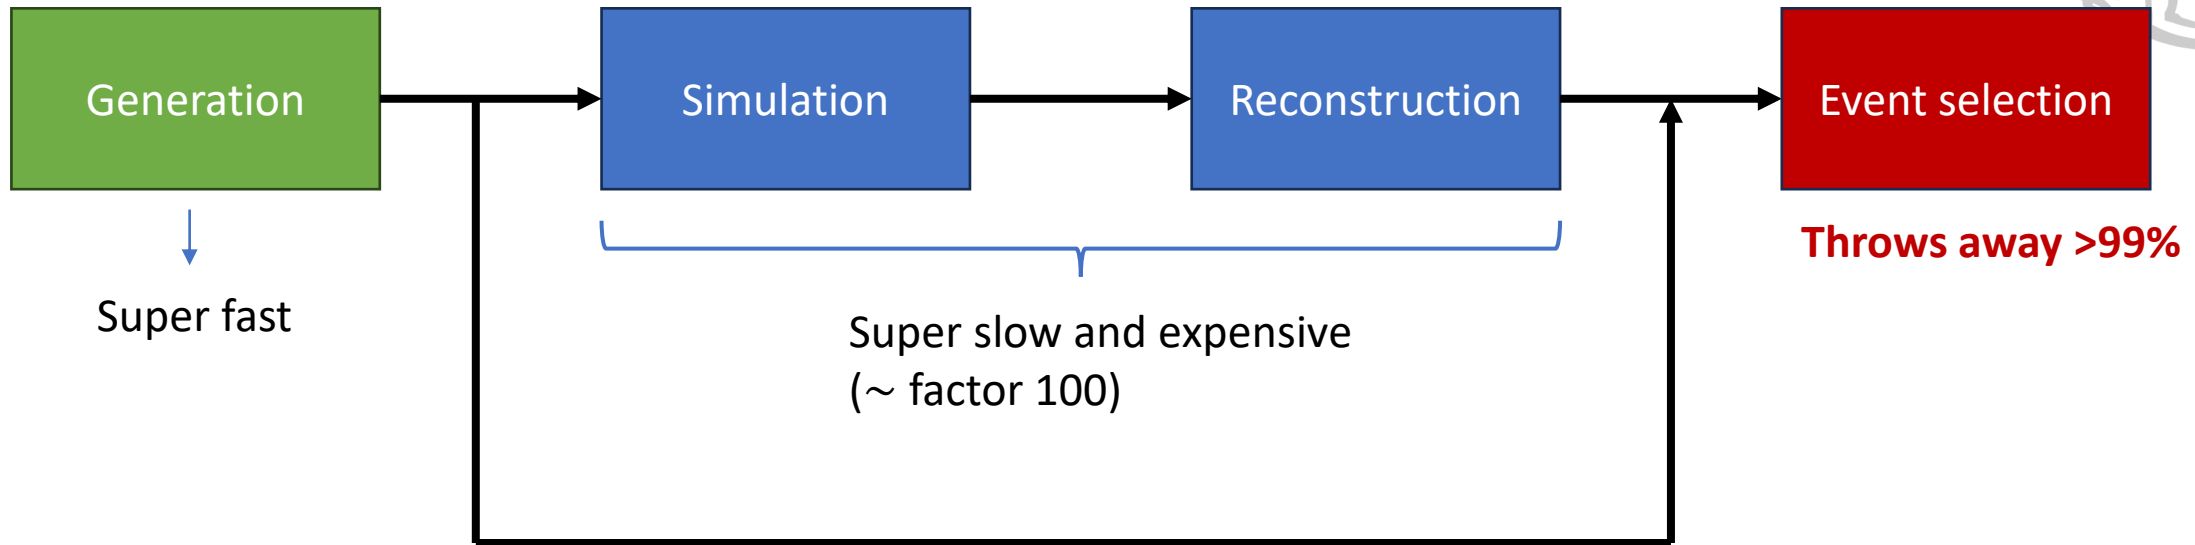 Generation
Simulation
Reconstruction
Event selection
Throws away >99%
Super fast
Super slow and expensive
(~ factor 100)